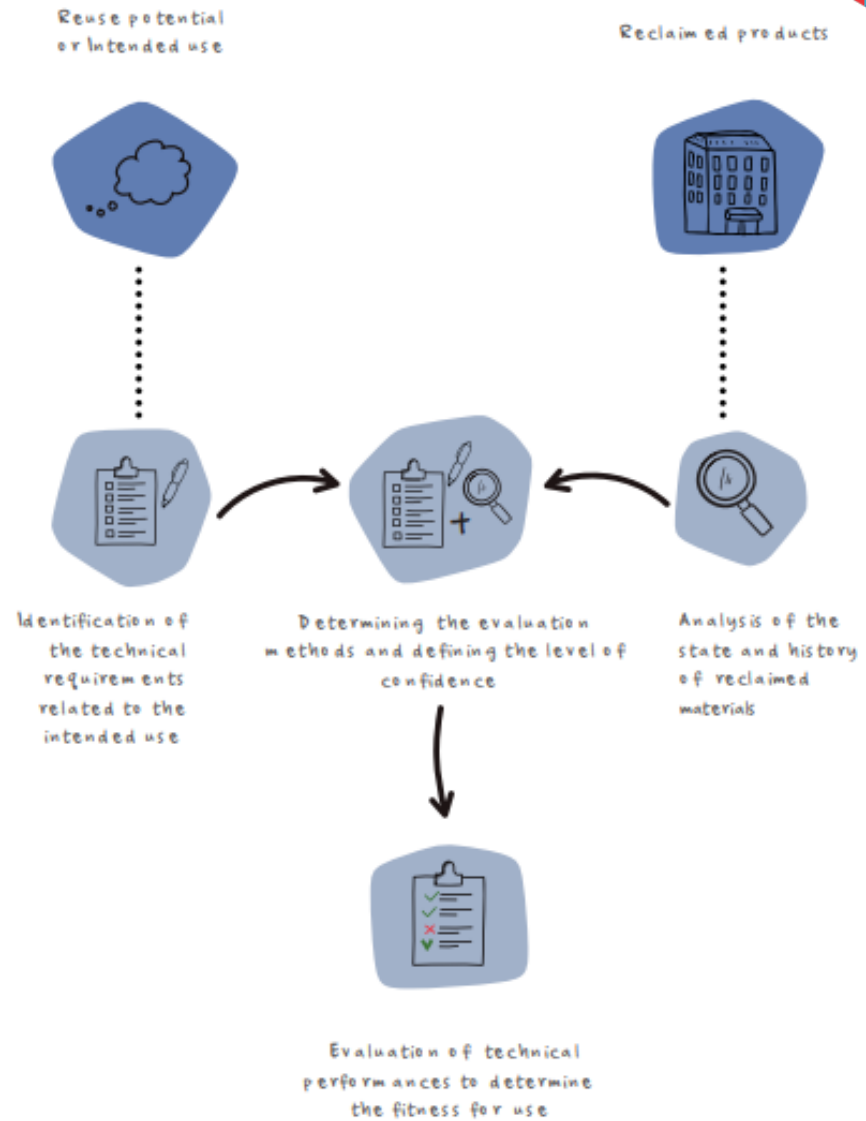 Reuse potential
or Intended use
Reclaimed products
Identification of
the technical
requirements
related to the
intended use
Determining the evaluation
methods and defining the level of
confidence
Analysis of the
state and history
of reclaimed
materials
Evaluation of technical
performances to determine
the fitness for use